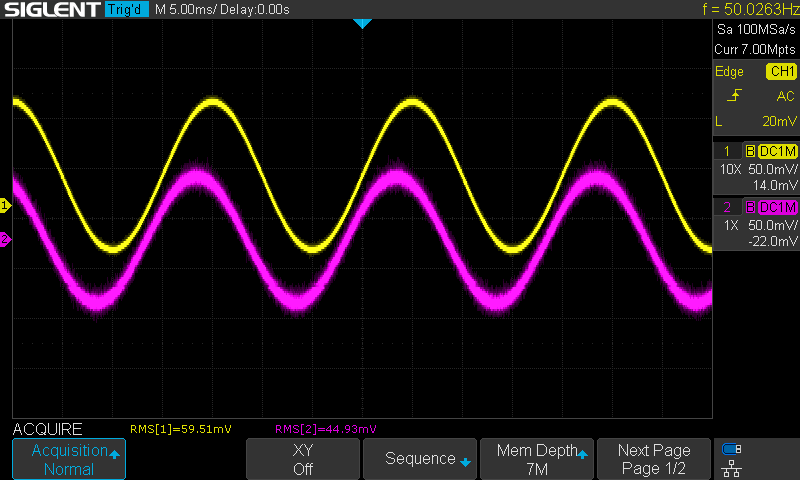 SIGLENT Trig'd M 5.00ms/ Delay:0.00s f = 50.0263Hz
Sa 100MSa/s
Curr 7.00Mpts
Edge CH1
AC
L 20mV
1 B DC1M
10X 50.0mV/
14.0mV
2 B DC1M
1X 50.0mV/
-22.0mV
1
2
ACQUIRE RMS[1]=59.51mV RMS[2]=44.93mV
Acquisition
Normal
XY
Off
Sequence
Mem Depth
7M
Next Page
Page 1/2